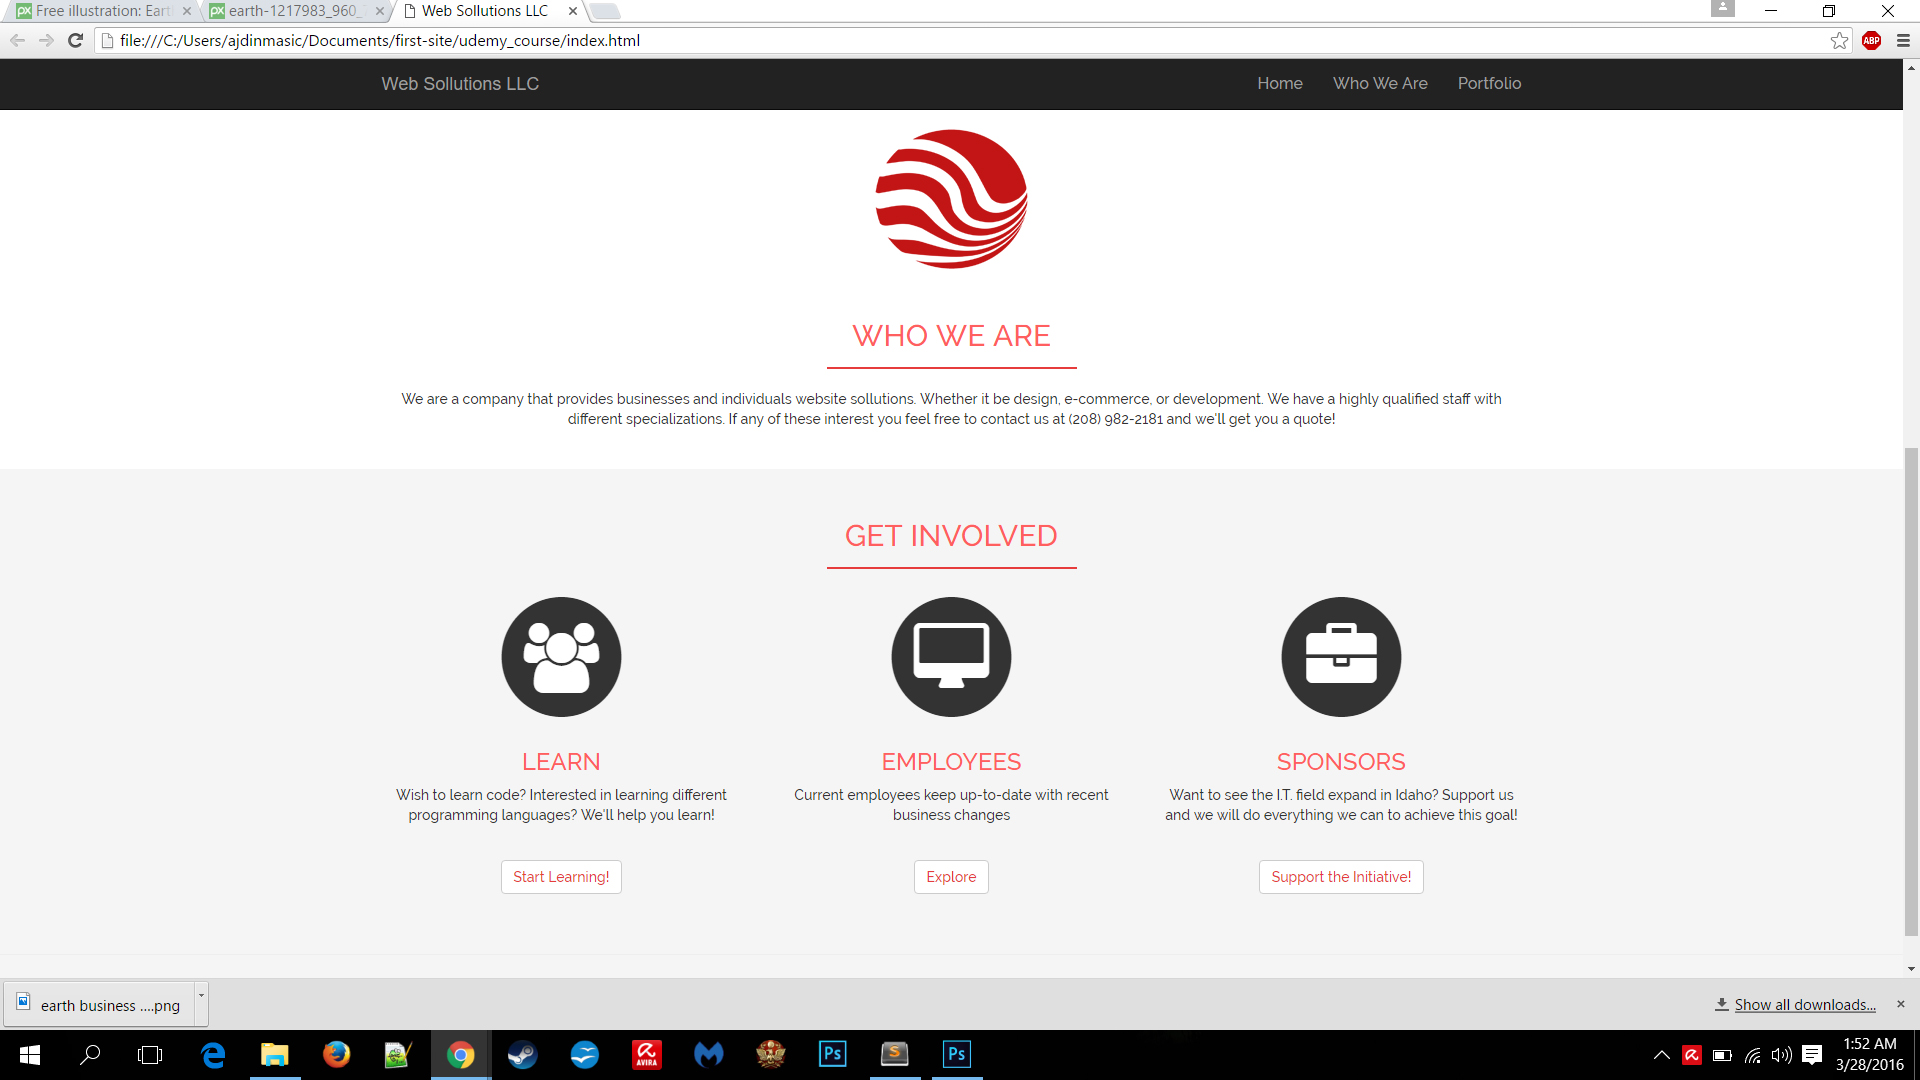 Free illustration: Eart
earth-1217983_960_
Web Sollutions LLC
file:///C:/Users/ajdinmasic/Documents/first-site/udemy_course/index.html
ABP
Web Sollutions LLC
Home
Who We Are
Portfolio
WHO WE ARE
We are a company that provides businesses and individuals website sollutions. Whether it be design, e-commerce, or development. We have a highly qualified staff with
different specializations. If any of these interest you feel free to contact us at (208) 982-2181 and we'll get you a quote!
GET INVOLVED
LEARN
Wish to learn code? Interested in learning different
programming languages? We'll help you learn!
Start Learning!
EMPLOYEES
Current employees keep up-to-date with recent
business changes
Explore
SPONSORS
Want to see the I.T. field expand in Idaho? Support us
and we will do everything we can to achieve this goal!
Support the Initiative!
earth business ....png
Show all downloads...
AVIRA
Ps
S
Ps
1:52 AM
3/28/2016